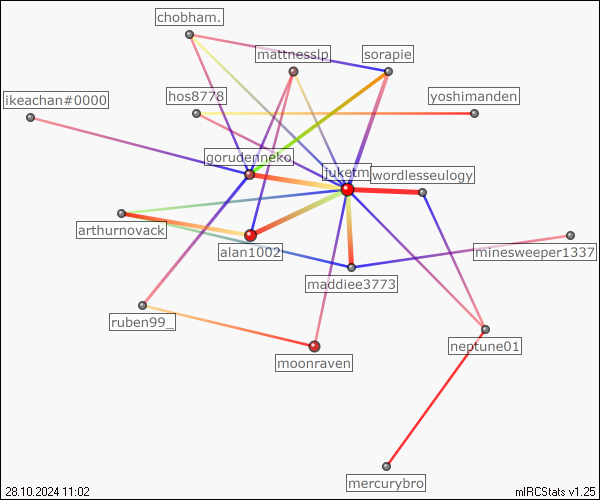 chobham.
mattnesslp
sorapie
ikeachan#0000
hos8778
yoshimanden
gorudenneko
juketm
wordlesseulogy
arthurnovack
alan1002
minesweeper1337
maddiee3773
ruben99_
moonraven
neptune01
mercurybro
28.10.2024 11:02
mIRCStats v1.25